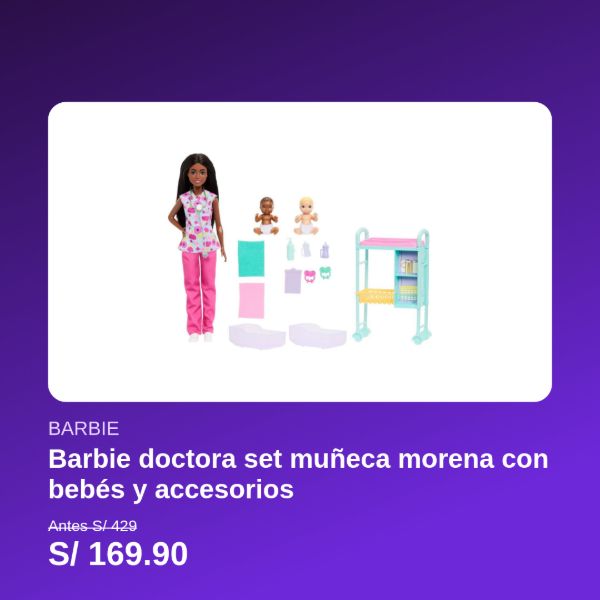 BARBIE
Barbie doctora set muñeca morena con
bebés y accesorios
Antes S/ 429
S/ 169.90